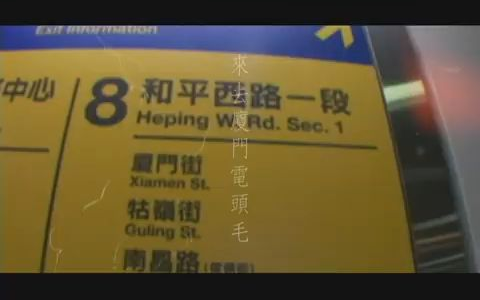 Exit Information
中心
8
和平西路一段
Heping W. Rd. Sec. 1
廈門街
Xiamen St.
牯嶺街
Guling St.
南昌路
來去廈門電頭毛